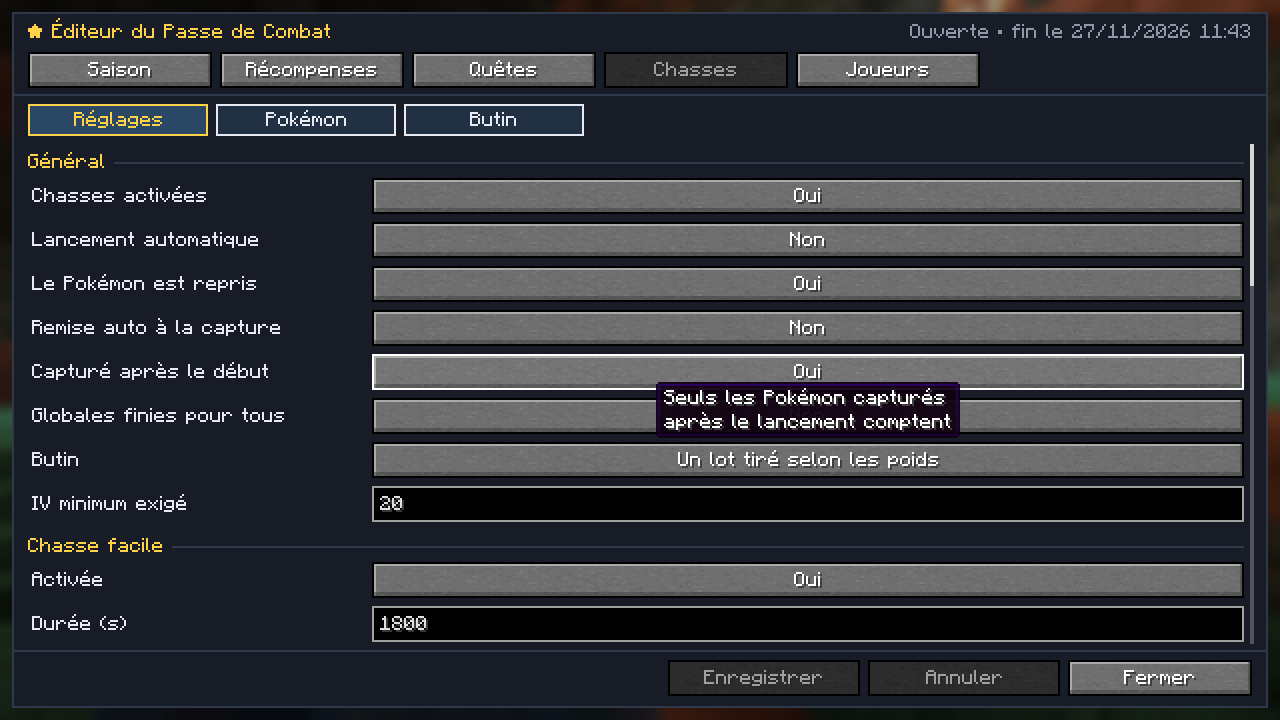 Éditeur du Passe de Combat
Ouverte • fin le 27/11/2026 11:43
Saison
Récompenses
Quêtes
Chasses
Joueurs
Réglages
Pokémon
Butin
Général
Chasses activées
Oui
Lancement automatique
Non
Le Pokémon est repris
Oui
Remise auto à la capture
Non
Capturé après le début
Oui
Seuls les Pokémon capturés
après le lancement comptent
Globales finies pour tous
Butin
Un lot tiré selon les poids
IV minimum exigé
20
Chasse facile
Activée
Oui
Durée (s)
1800
Enregistrer
Annuler
Fermer